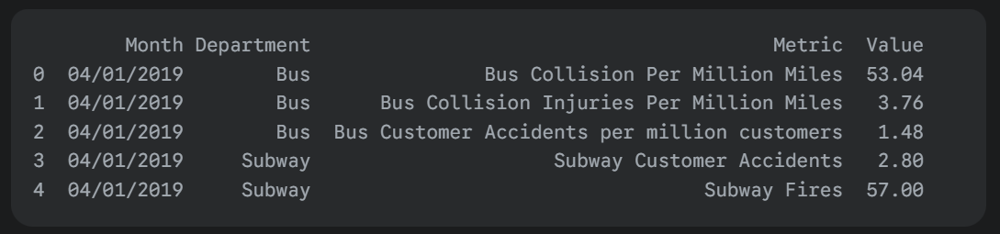 Month Department Metric Value
0 04/01/2019 Bus Bus Collision Per Million Miles 53.04
1 04/01/2019 Bus Bus Collision Injuries Per Million Miles 3.76
2 04/01/2019 Bus Bus Customer Accidents per million customers 1.48
3 04/01/2019 Subway Subway Customer Accidents 2.80
4 04/01/2019 Subway Subway Fires 57.00